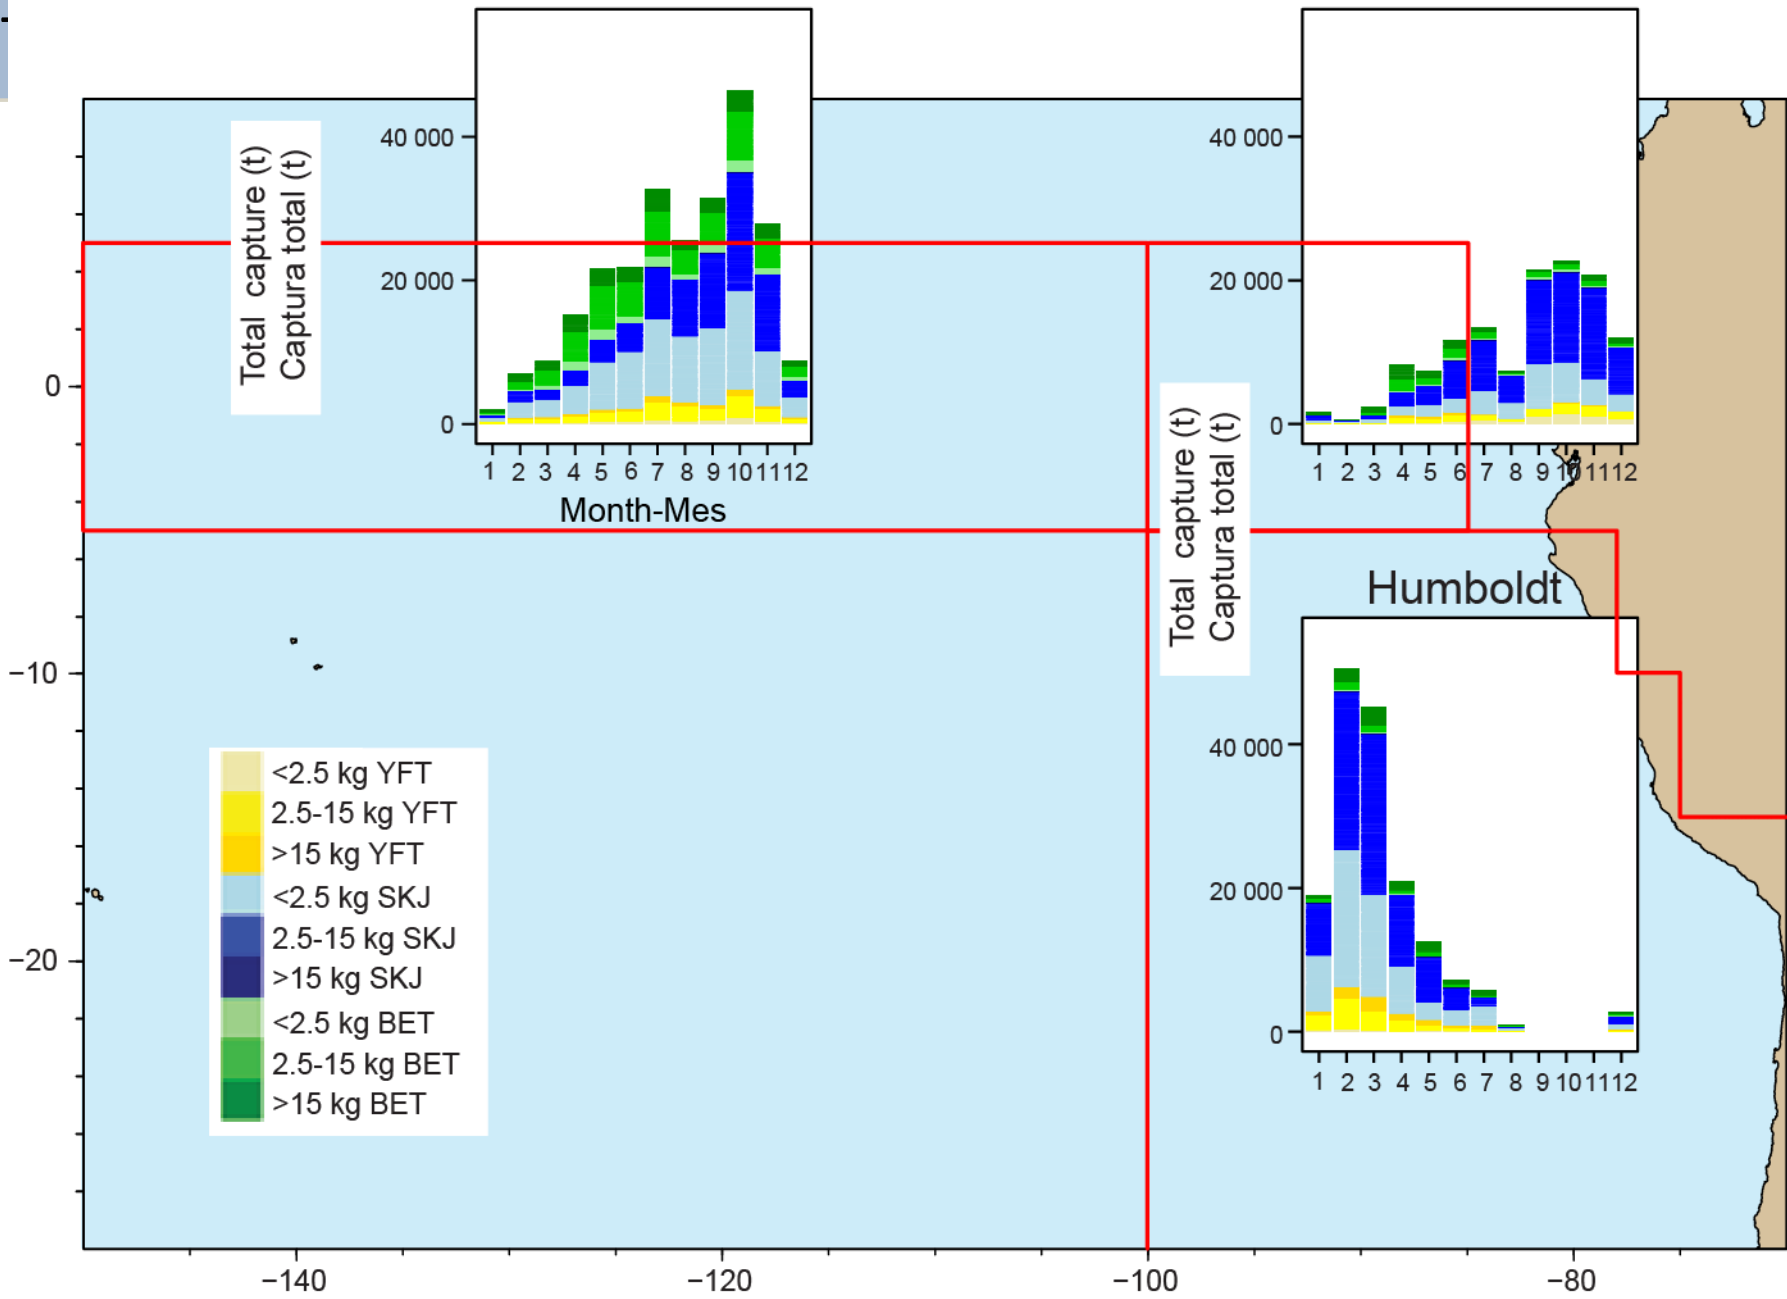 Total capture (t)
Captura total (t)
40 000
20 000
0
1 2 3 4 5 6 7 8 9 10 11 12
Month-Mes
40 000
20 000
0
1 2 3 4 5 6 7 8 9 10 11 12
Total capture (t)
Captura total (t)
Humboldt
40 000
20 000
0
1 2 3 4 5 6 7 8 9 10 11 12
<2.5 kg YFT
2.5-15 kg YFT
>15 kg YFT
<2.5 kg SKJ
2.5-15 kg SKJ
>15 kg SKJ
<2.5 kg BET
2.5-15 kg BET
>15 kg BET
0
−10
−20
−140 −120 −100 −80